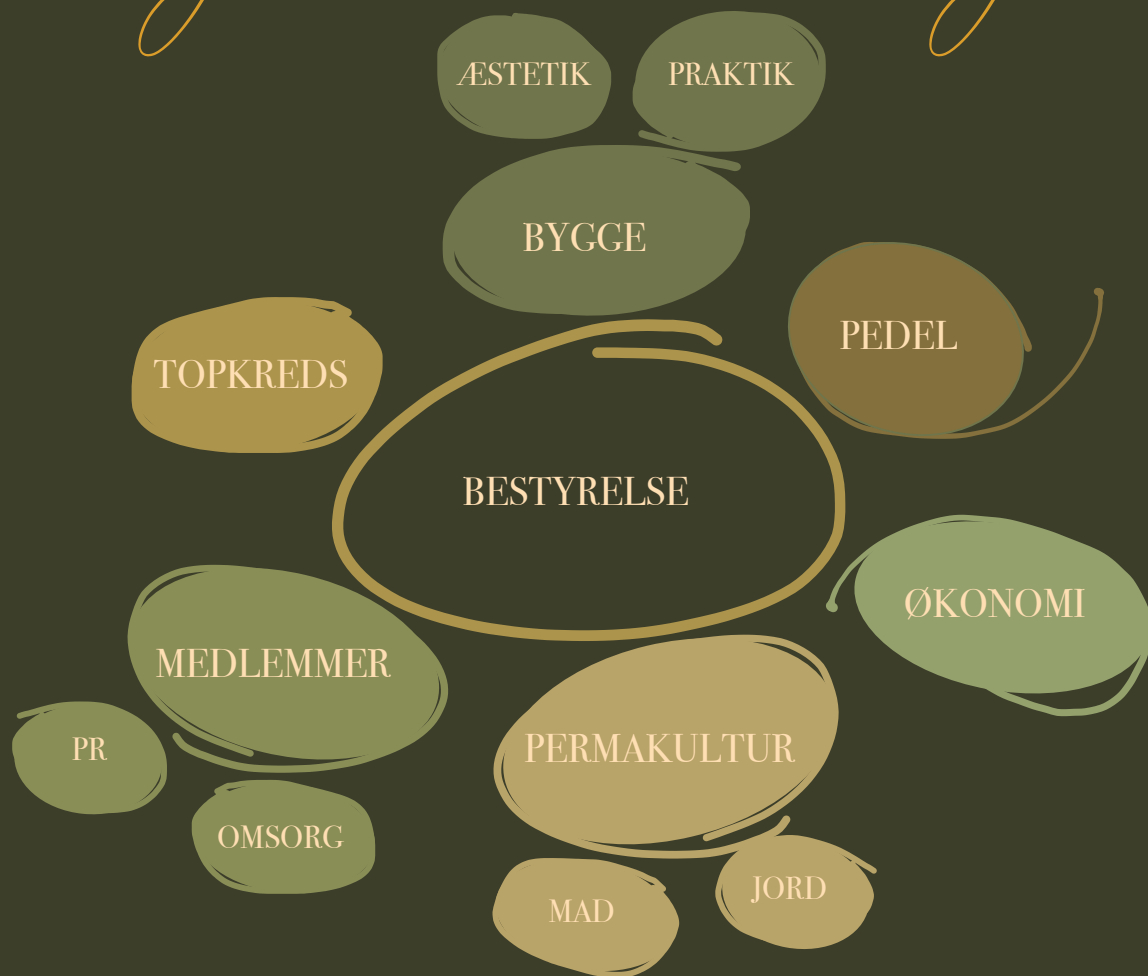 ÆSTETIK
PRAKTIK
BYGGE
PEDEL
TOPKREDS
BESTYRELSE
ØKONOMI
MEDLEMMER
PERMAKULTUR
PR
OMSORG
JORD
MAD